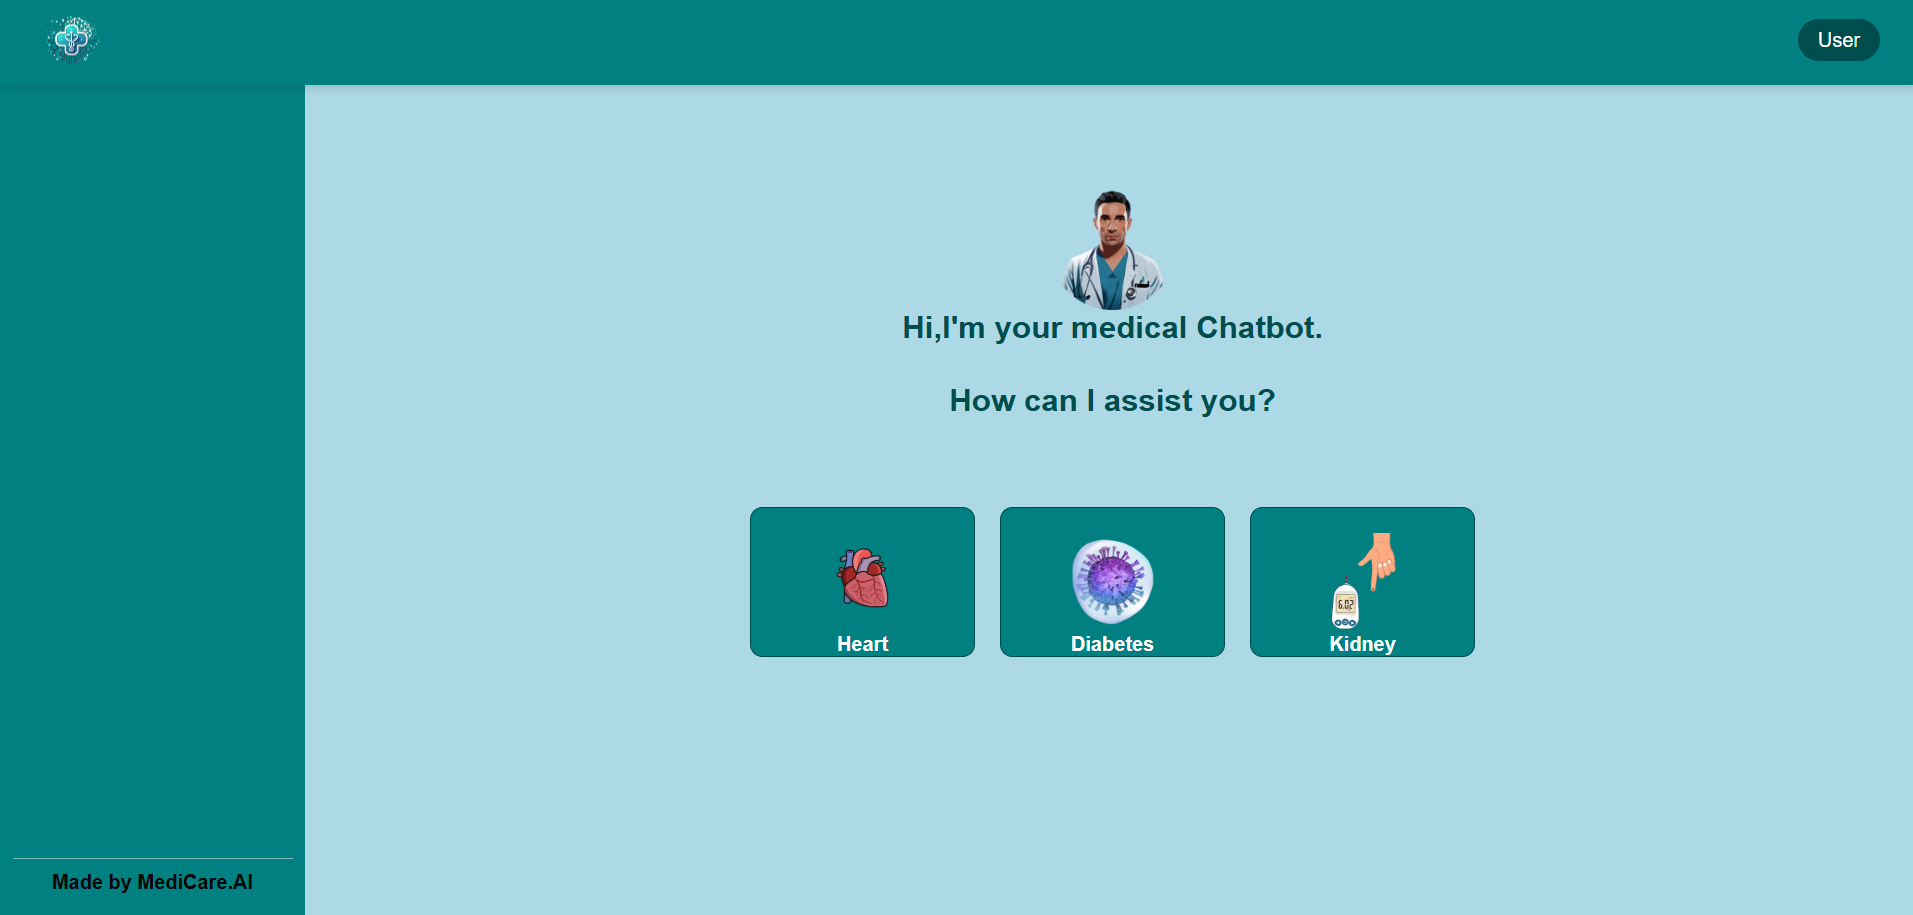 User
Hi,I'm your medical Chatbot.
How can I assist you?
6.02
Heart
Diabetes
Kidney
Made by MediCare.AI